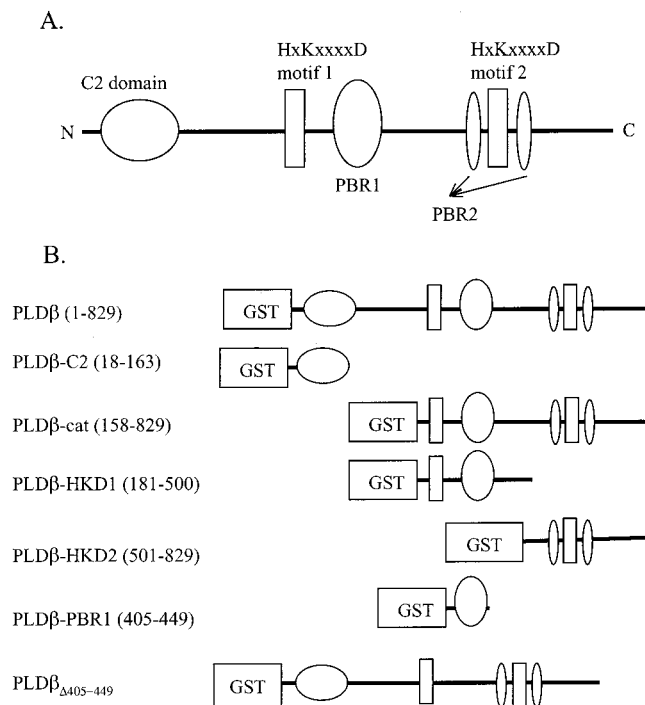 A.
HxKxxxxD
motif 1
HxKxxxxD
motif 2
C2 domain
N
C
PBR1
PBR2
B.
PLDβ (1-829)
GST
PLDβ-C2 (18-163)
GST
PLDβ-cat (158-829)
GST
PLDβ-HKD1 (181-500)
GST
PLDβ-HKD2 (501-829)
GST
PLDβ-PBR1 (405-449)
GST
PLDβΔ405-449
GST